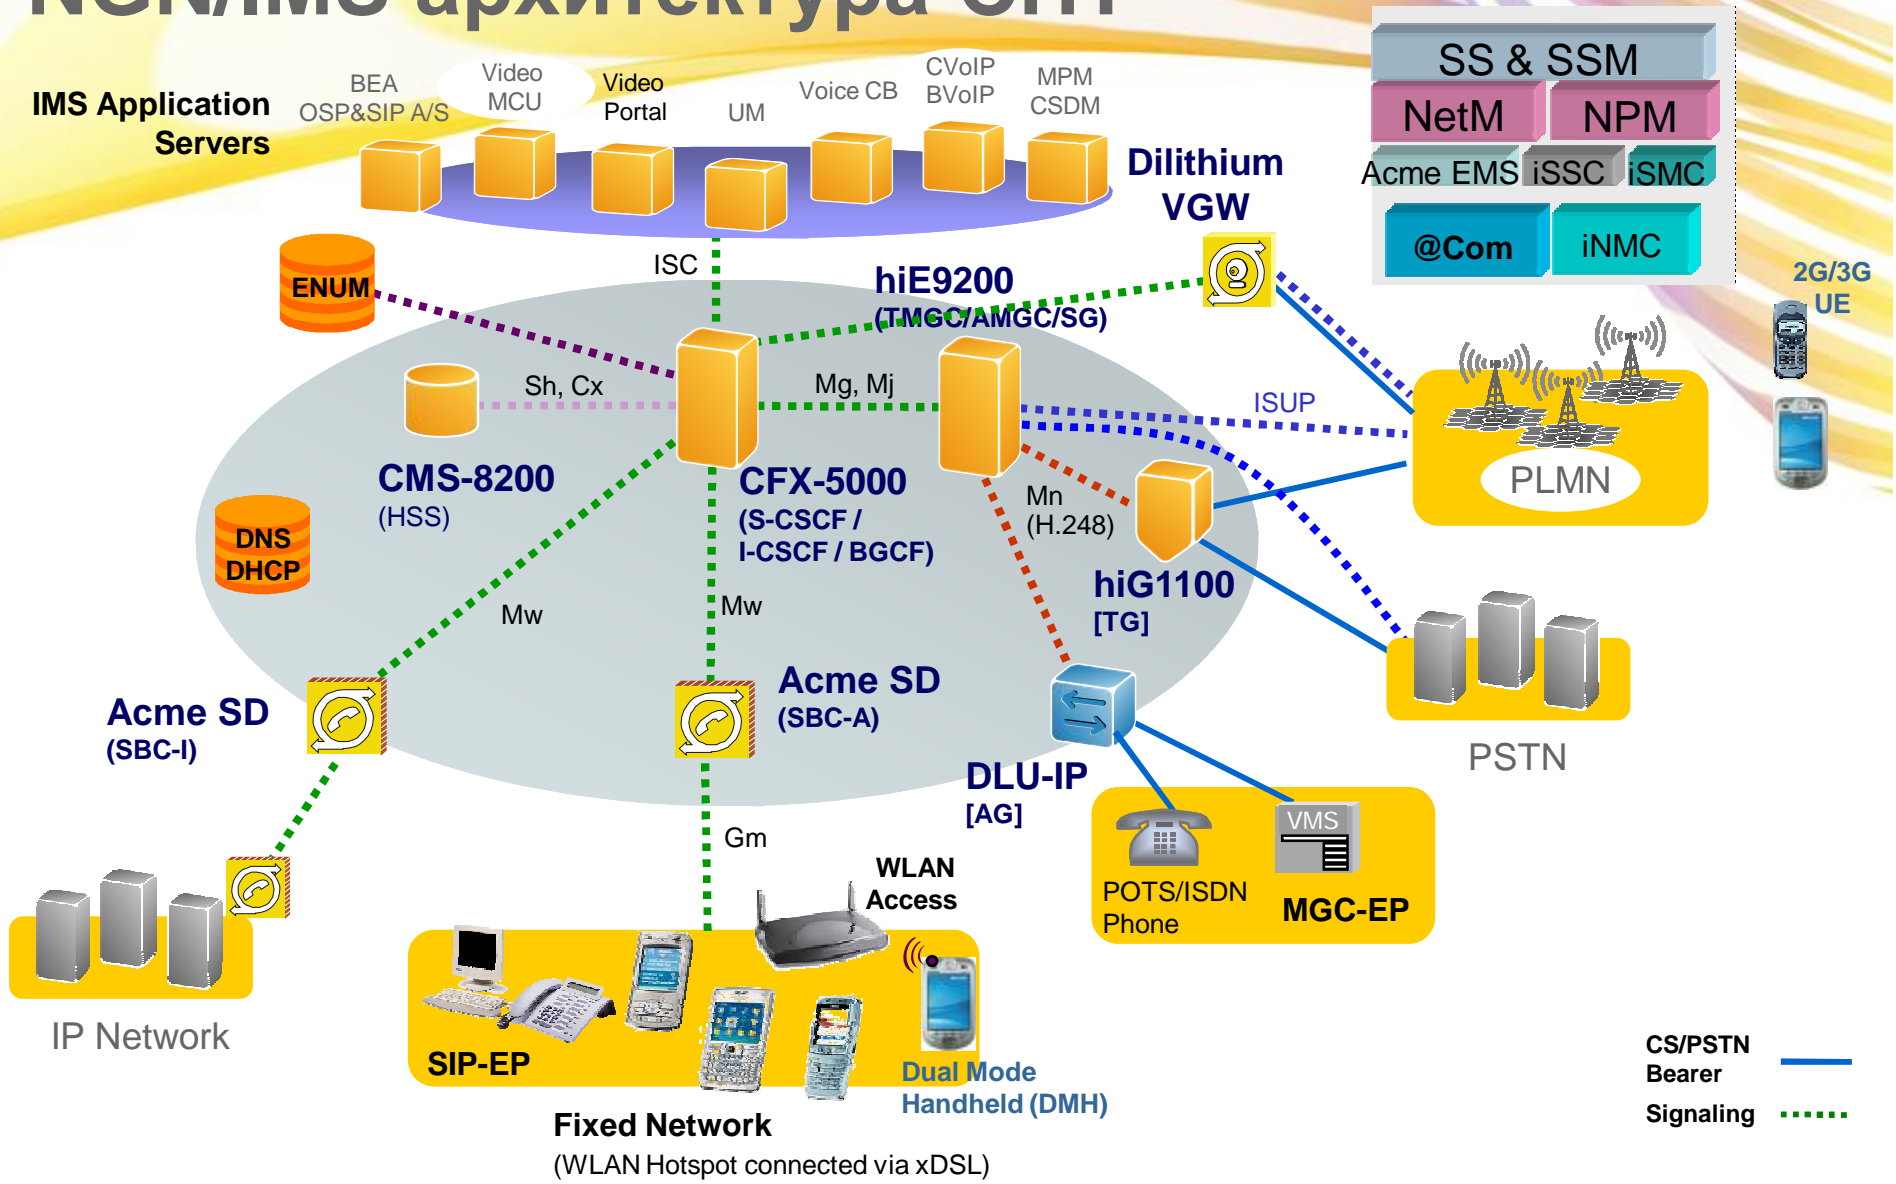 NGN/IMS архитектура
IMS Application
Servers
BEA
OSP&SIP A/S
Video
MCU
Video
Portal
UM
Voice CB
CVoIP
BVoIP
MPM
CSDM
Dilithium
VGW
SS & SSM
NetM
NPM
Acme EMS
iSSC
iSMC
@Com
iNMC
2G/3G
UE
ENUM
ISC
hiE9200
(TMGC/AMGC/SG)
Sh, Cx
Mg, Mj
ISUP
PLMN
CMS-8200
(HSS)
CFX-5000
(S-CSCF /
I-CSCF / BGCF)
Mn
(H.248)
DNS
DHCP
hiG1100
[TG]
Mw
Mw
Acme SD
(SBC-I)
Acme SD
(SBC-A)
PSTN
DLU-IP
[AG]
Gm
VMS
WLAN
Access
POTS/ISDN
Phone
MGC-EP
IP Network
SIP-EP
Dual Mode
Handheld (DMH)
Fixed Network
(WLAN Hotspot connected via xDSL)
CS/PSTN
Bearer
Signaling